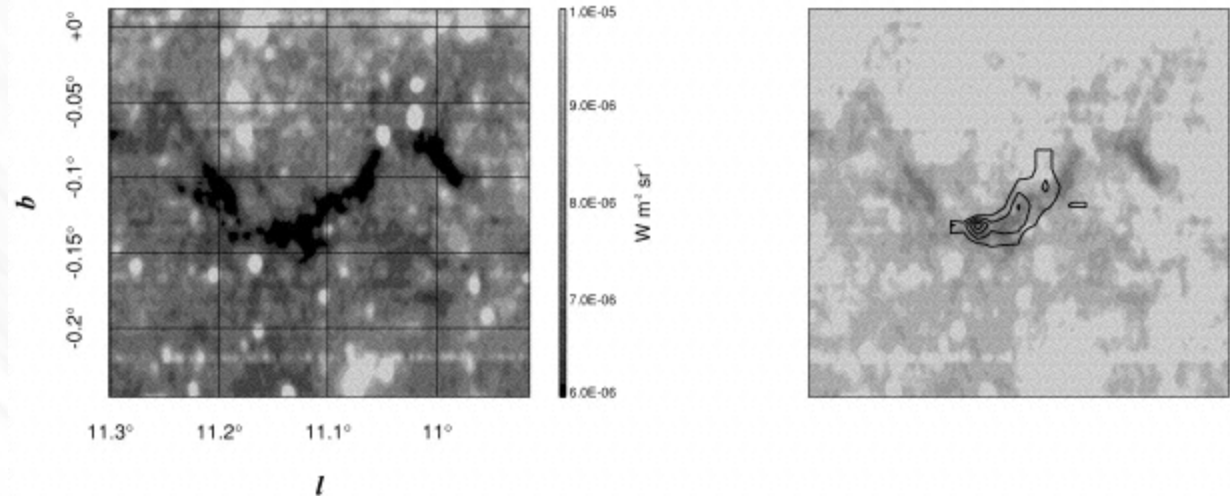 +0°
-0.05°
-0.1°
-0.15°
-0.2°
b
11.3° 11.2° 11.1° 11°
l
1.0E-05
9.0E-06
8.0E-06
7.0E-06
6.0E-06
W m⁻² sr⁻¹